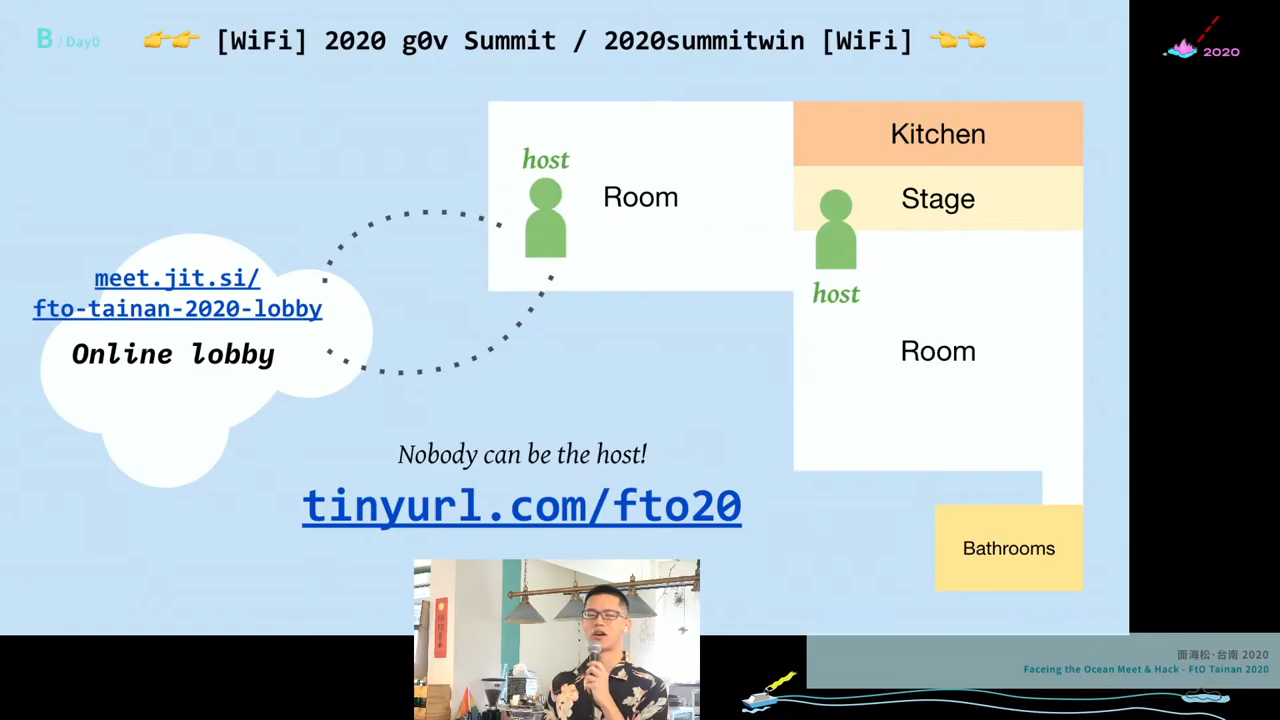 B / Day0
👉👉 [WiFi] 2020 g0v Summit / 2020summitwin [WiFi] 👈👈
2020
Kitchen
host
Room
Stage
meet.jit.si/
fto-tainan-2020-lobby
Online lobby
host
Room
Nobody can be the host!
tinyurl.com/fto20
Bathrooms
面海松·台南 2020
Faceing the Ocean Meet & Hack - FtO Tainan 2020